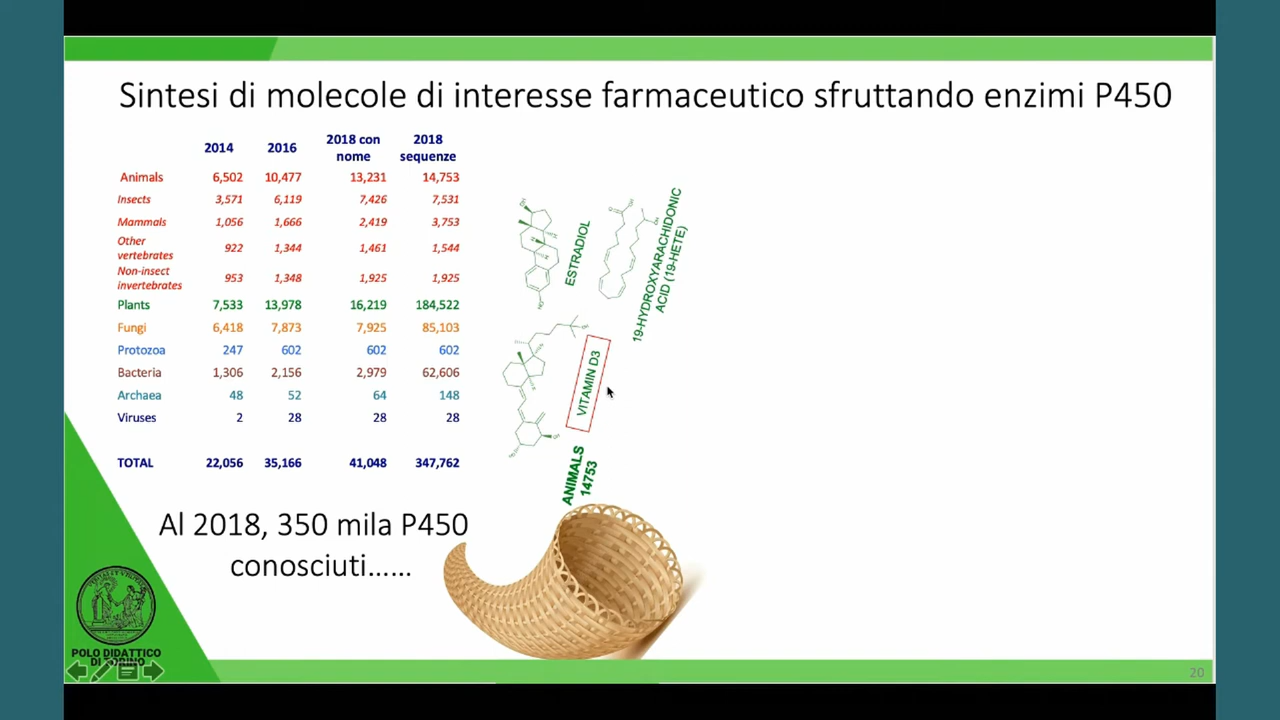 Sintesi di molecole di interesse farmaceutico sfruttando enzimi P450
2014 2016 2018 con nome 2018 sequenze
Animals 6,502 10,477 13,231 14,753
Insects 3,571 6,119 7,426 7,531
Mammals 1,056 1,666 2,419 3,753
Other vertebrates 922 1,344 1,461 1,544
Non-insect invertebrates 953 1,348 1,925 1,925
Plants 7,533 13,978 16,219 184,522
Fungi 6,418 7,873 7,925 85,103
Protozoa 247 602 602 602
Bacteria 1,306 2,156 2,979 62,606
Archaea 48 52 64 148
Viruses 2 28 28 28
TOTAL 22,056 35,166 41,048 347,762
Al 2018, 350 mila P450
conosciuti……
ESTRADIOL
19-HYDROXYARACHIDONIC
ACID (19-HETE)
VITAMIN D3
ANIMALS
14753
POLO DIDATTICO
DI TORINO
20